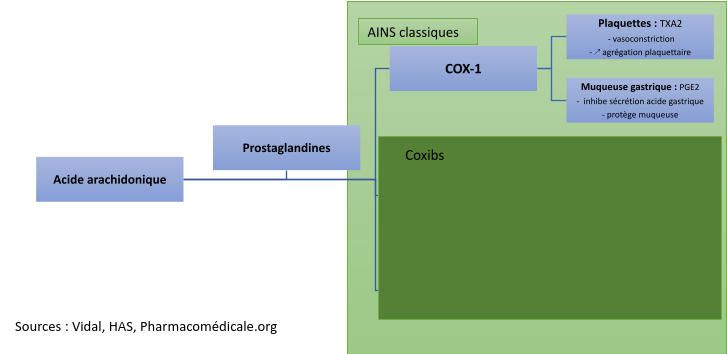 AINS classiques
Plaquettes : TXA2
- vasoconstriction
- ↗ agrégation plaquettaire
COX-1
Muqueuse gastrique : PGE2
- inhibe sécrétion acide gastrique
- protège muqueuse
Prostaglandines
Coxibs
Acide arachidonique
Sources : Vidal, HAS, Pharmacomédicale.org